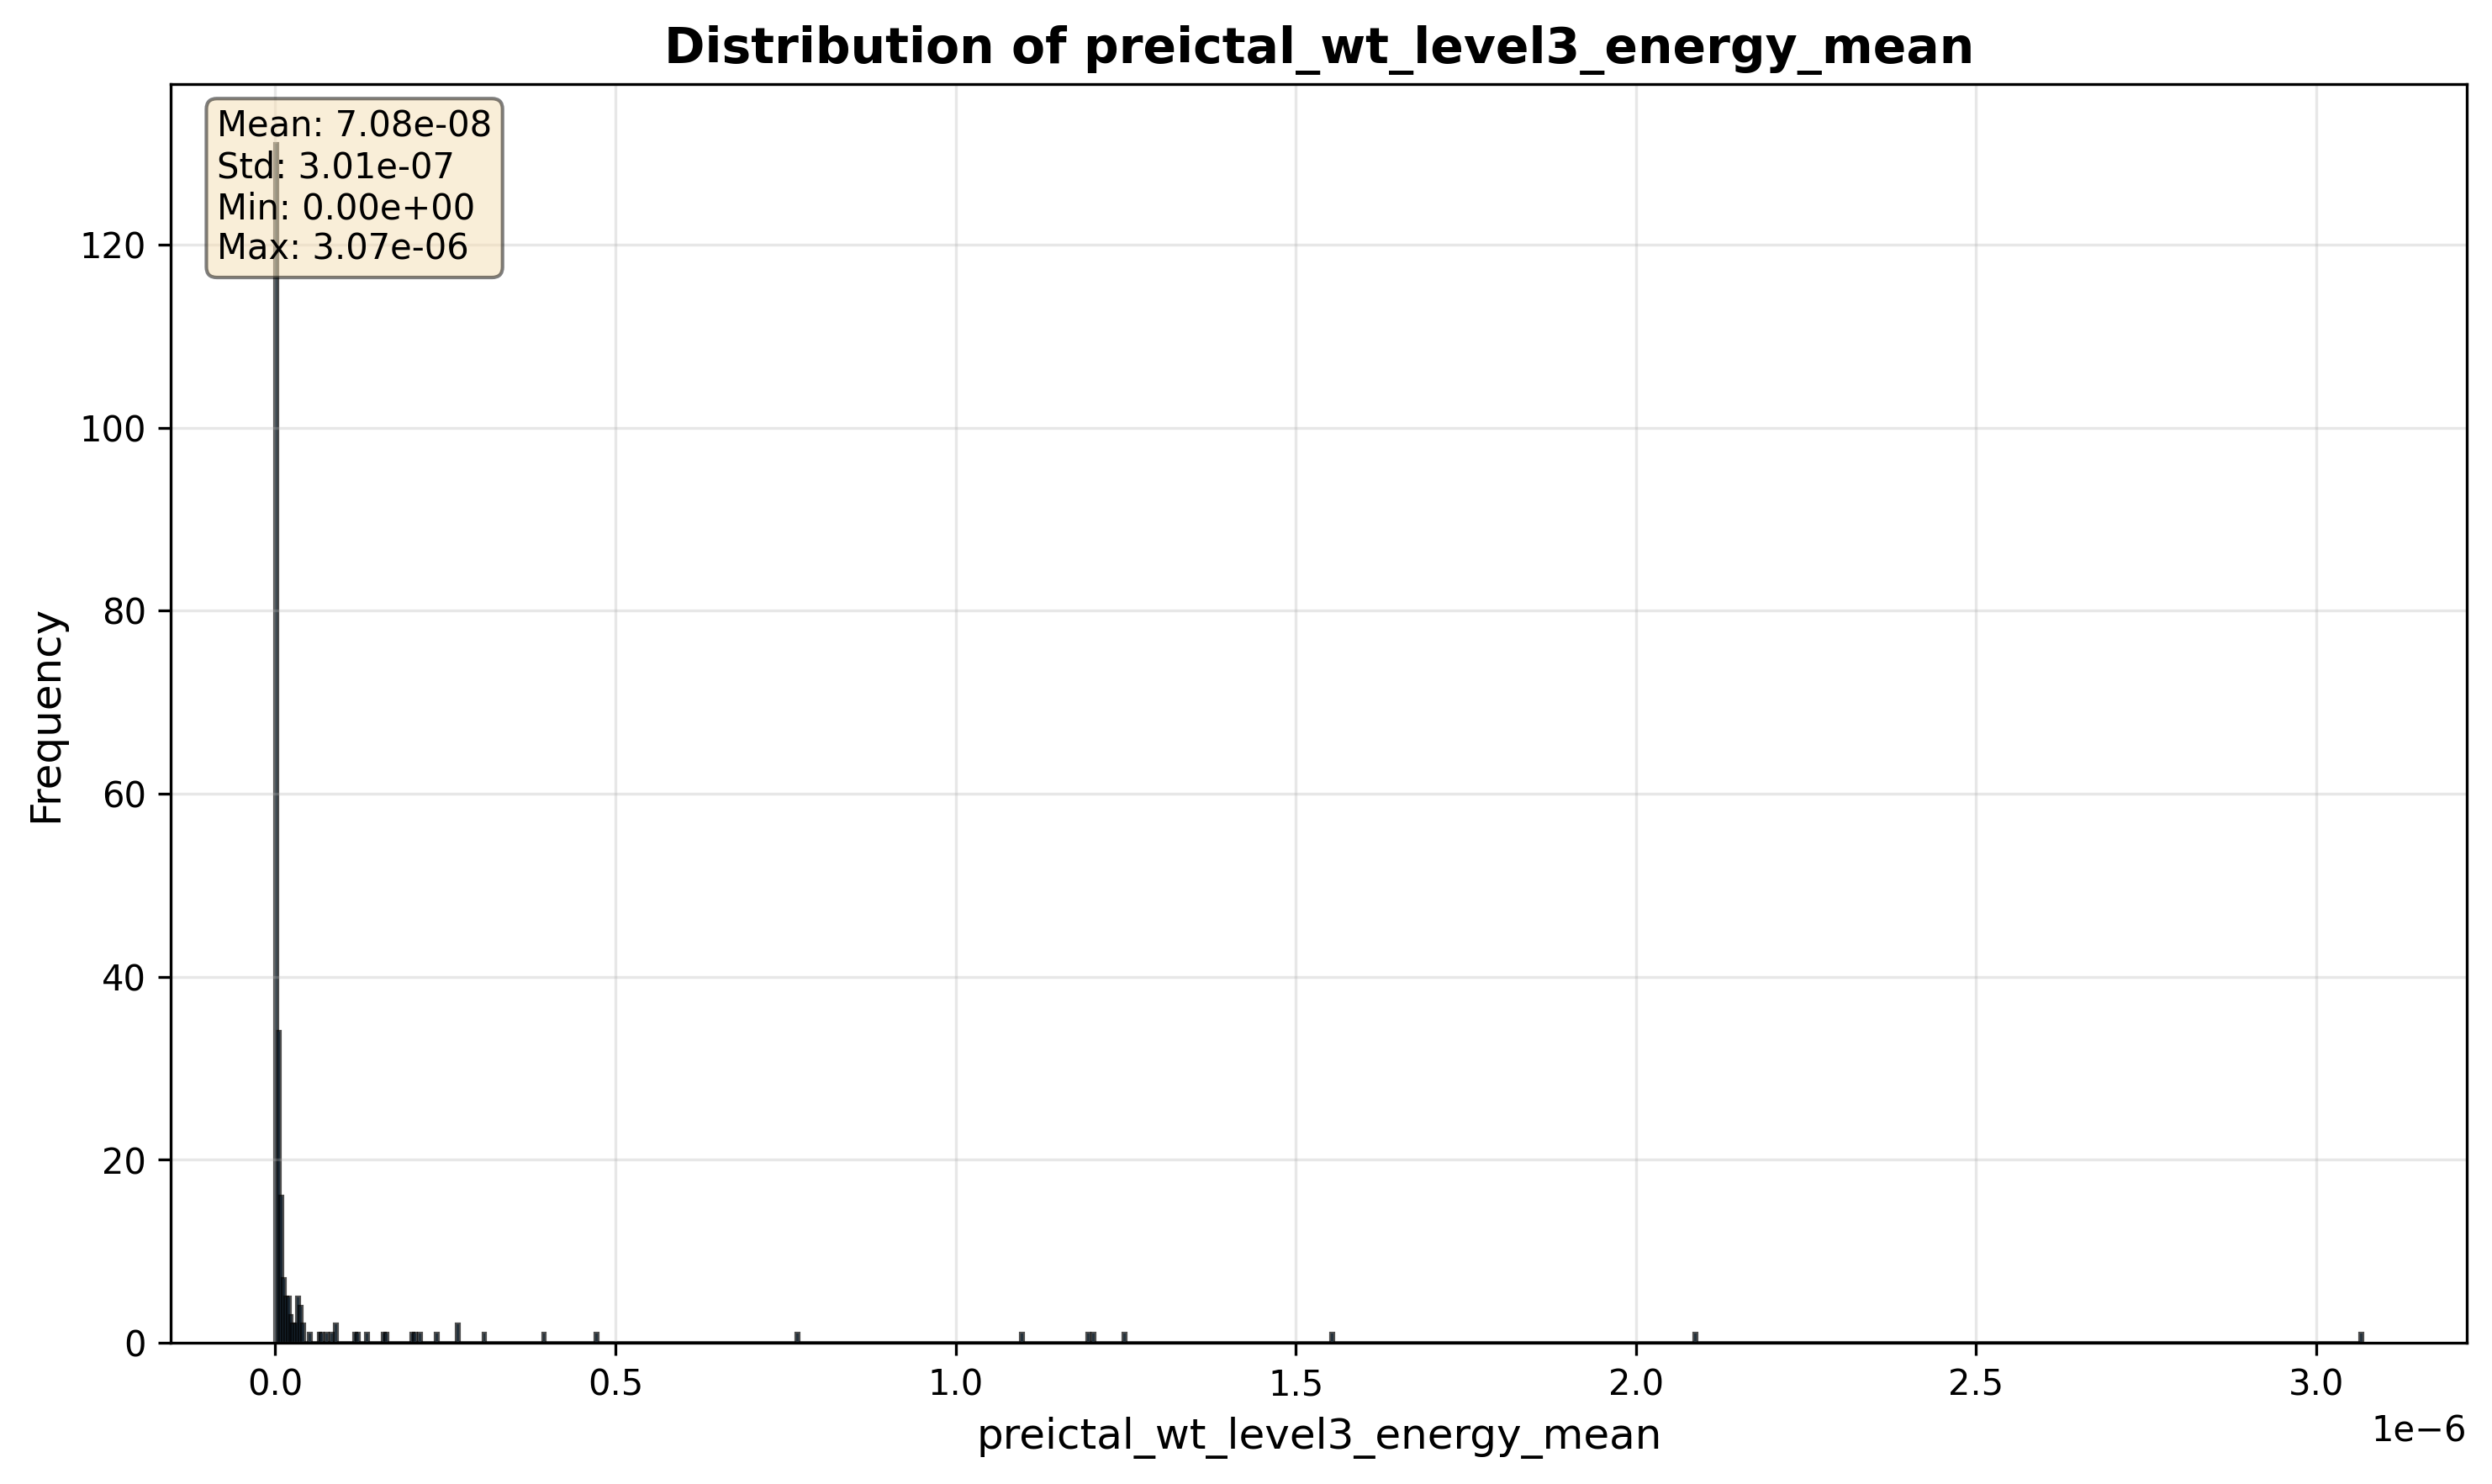 Distribution of preictal_wt_level3_energy_mean
Mean: 7.08e-08
Std: 3.01e-07
Min: 0.00e+00
Max: 3.07e-06
Frequency
120
100
80
60
40
20
0
0.0 0.5 1.0 1.5 2.0 2.5 3.0
1e−6
preictal_wt_level3_energy_mean